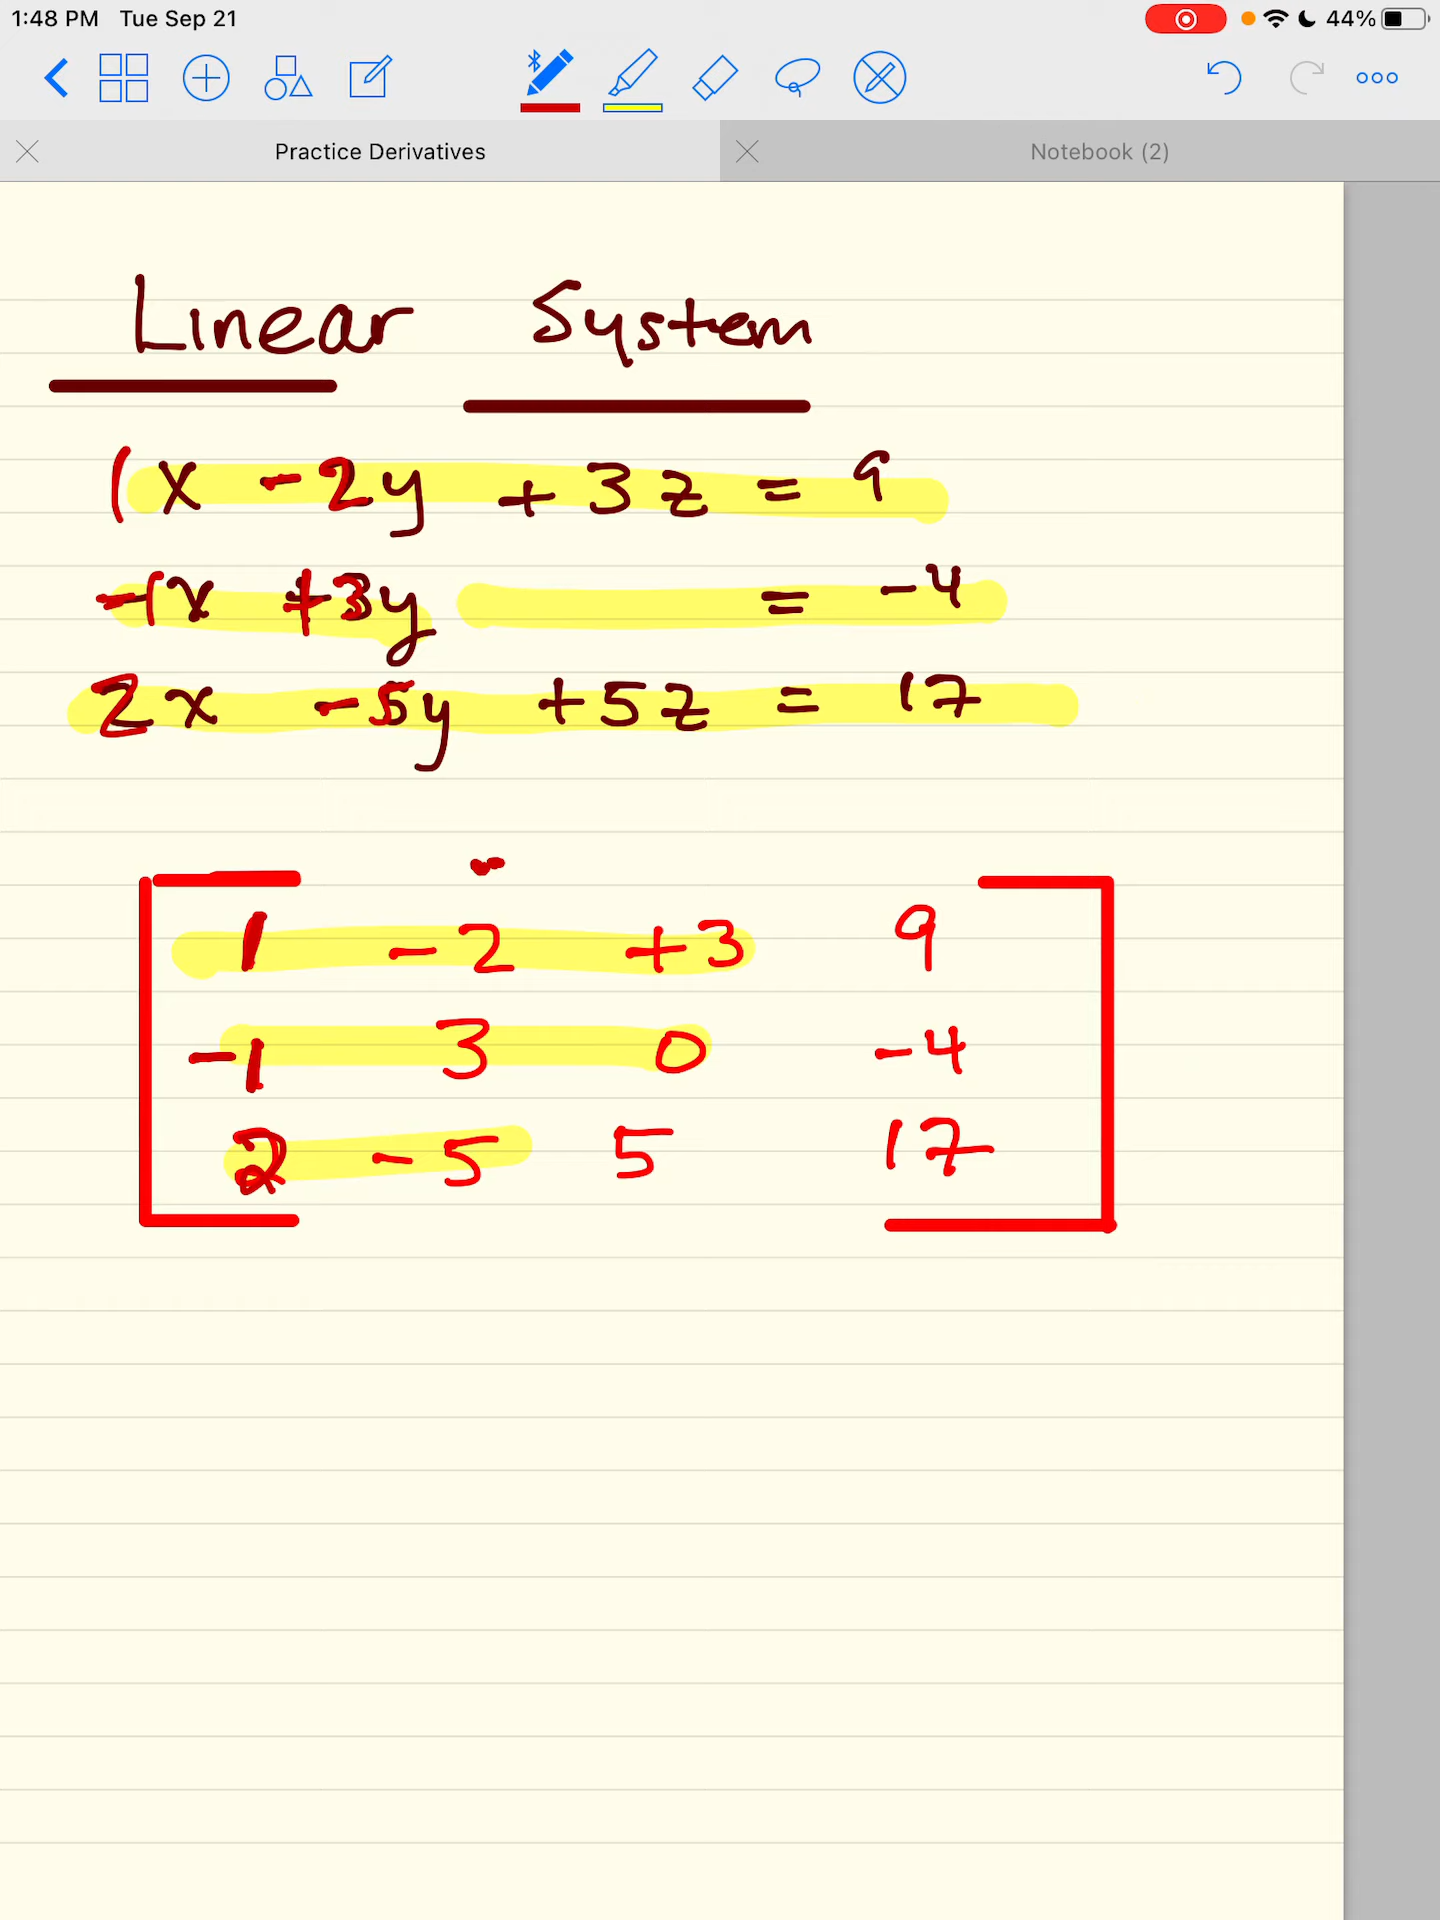 1:48 PM Tue Sep 21 44%
Practice Derivatives Notebook (2)
Linear System
1x - 2y + 3z = 9
-1x + 3y = -4
2x - 5y + 5z = 17
1 -2 +3 9
-1 3 0 -4
2 -5 5 17